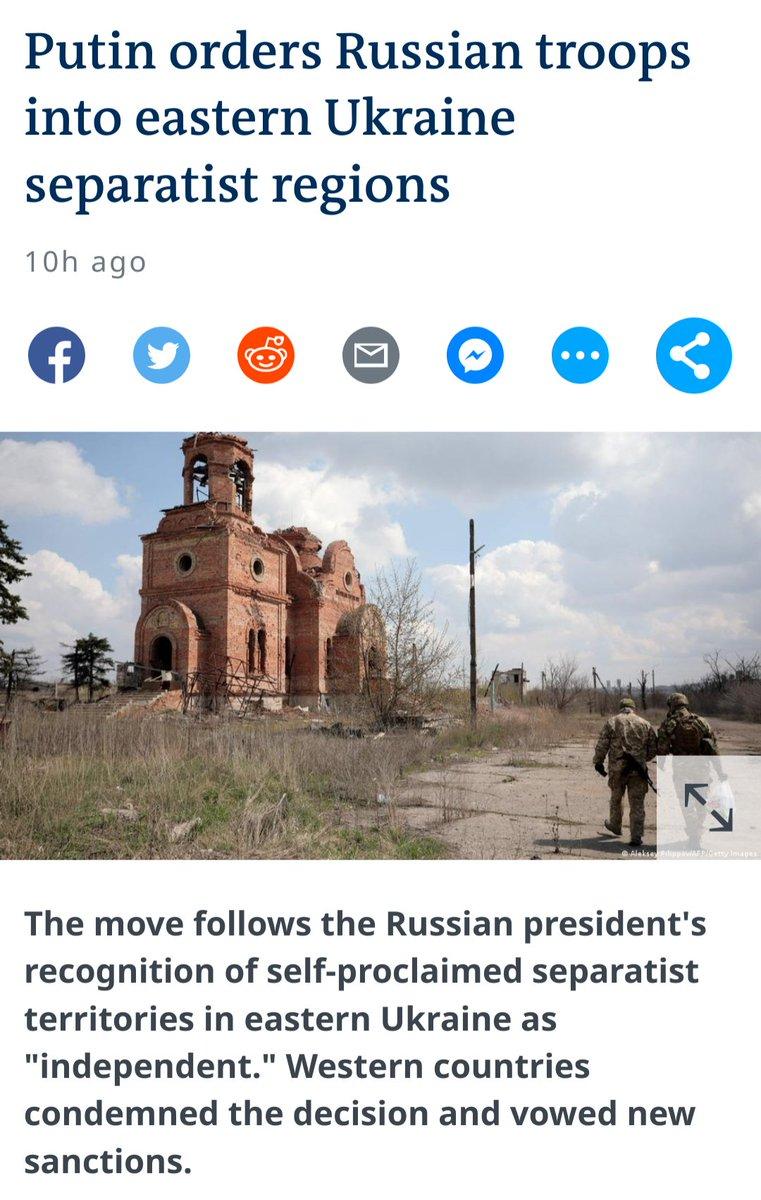 Putin orders Russian troops
into eastern Ukraine
separatist regions
10h ago
© Aleksey Filippov/AFP/Getty Images
The move follows the Russian president's
recognition of self-proclaimed separatist
territories in eastern Ukraine as
"independent." Western countries
condemned the decision and vowed new
sanctions.